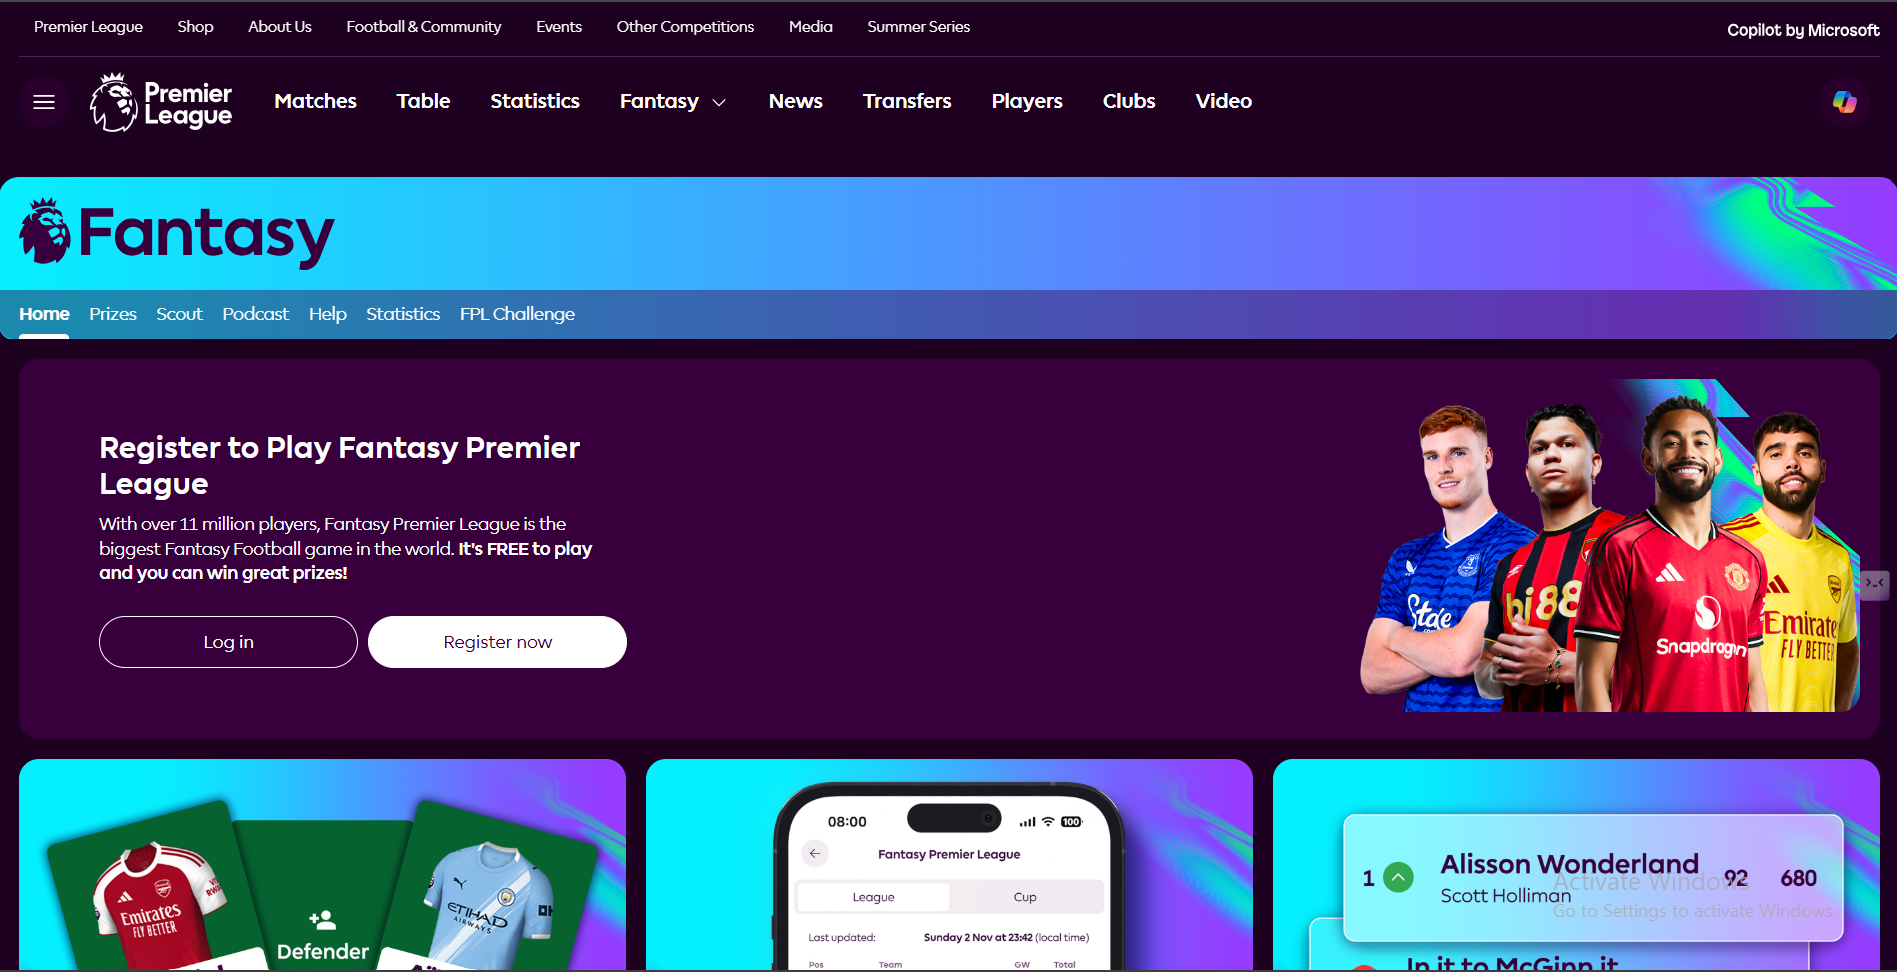 Premier League Shop About Us Football & Community Events Other Competitions Media Summer Series
Copilot by Microsoft
Premier
League
Matches Table Statistics Fantasy News Transfers Players Clubs Video
Fantasy
Home Prizes Scout Podcast Help Statistics FPL Challenge
Register to Play Fantasy Premier
League
With over 11 million players, Fantasy Premier League is the
biggest Fantasy Football game in the world. It's FREE to play
and you can win great prizes!
Log in
Register now
Stake
bj88
Snapdragon
Emirates
FLY BETTER
Emirates
FLY BETTER
Defender
ETIHAD
AIRWAYS
08:00
100
Fantasy Premier League
League Cup
Last updated: Sunday 2 Nov at 23:42 (local time)
Pos Team GW Total
1 Alisson Wonderland 92 680
Scott Holliman
In it to McGinn it
Activate Windows
Go to Settings to activate Windows.